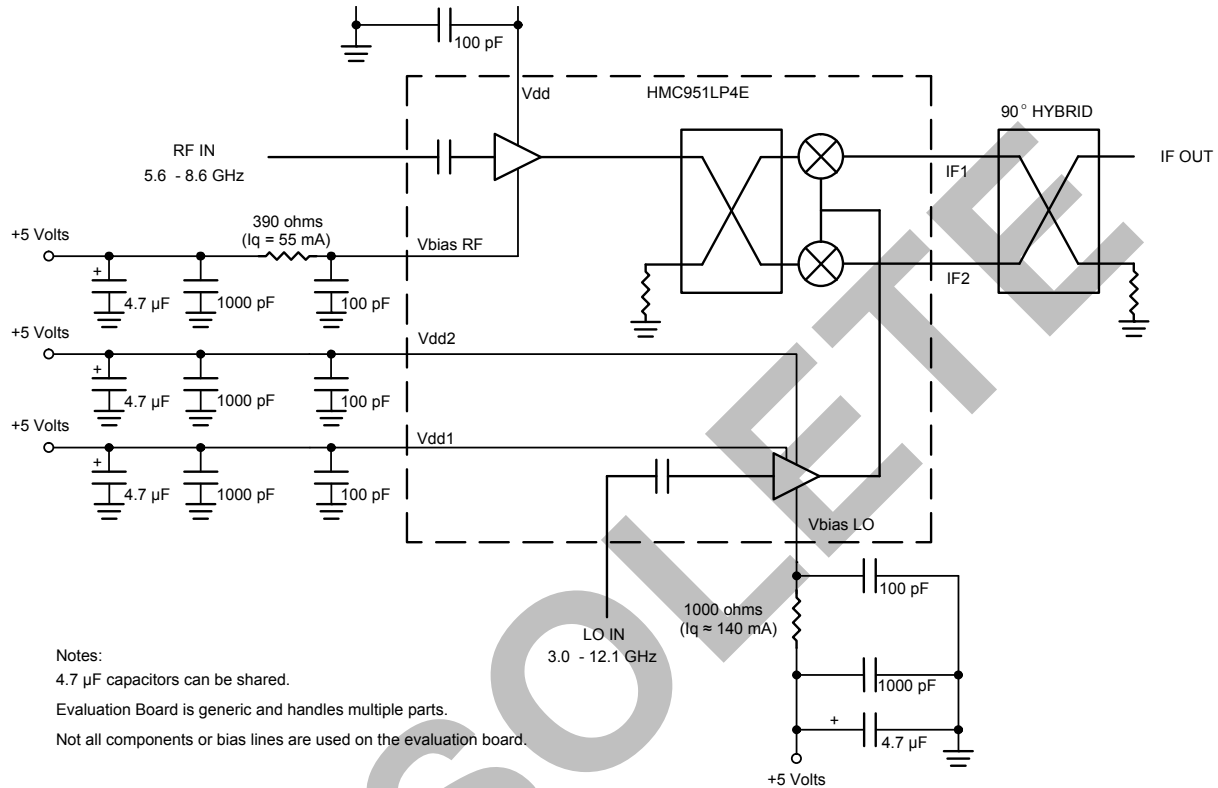 100 pF
Vdd
HMC951LP4E
90° HYBRID
RF IN
5.6 - 8.6 GHz
IF1
IF OUT
390 ohms
(Iq = 55 mA)
+5 Volts
Vbias RF
IF2
+
4.7 µF
1000 pF
100 pF
+5 Volts
Vdd2
+
4.7 µF
1000 pF
100 pF
+5 Volts
Vdd1
+
4.7 µF
1000 pF
100 pF
Vbias LO
100 pF
1000 ohms
(Iq ≈ 140 mA)
LO IN
3.0 - 12.1 GHz
1000 pF
+
4.7 µF
+5 Volts
Notes:
4.7 µF capacitors can be shared.
Evaluation Board is generic and handles multiple parts.
Not all components or bias lines are used on the evaluation board.
SOLETE